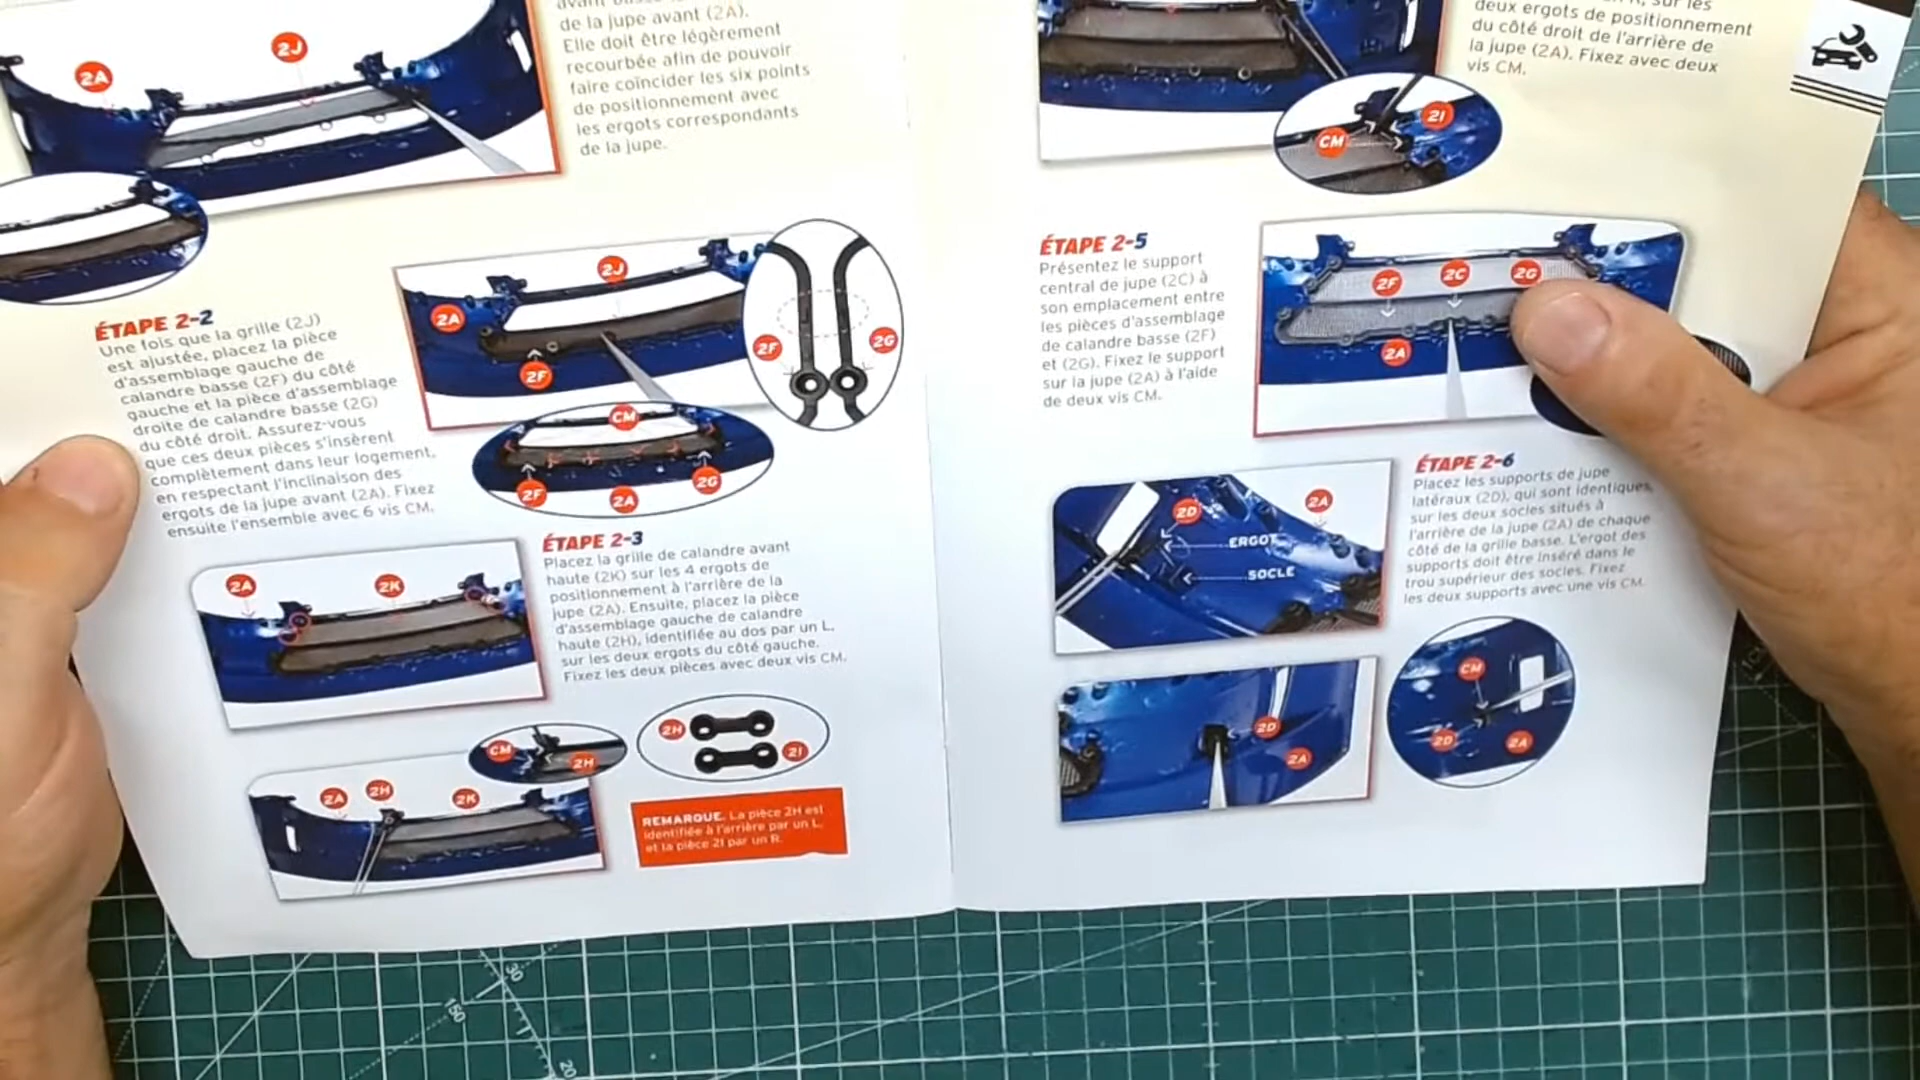 de la jupe avant (2A).
Elle doit être légèrement
recourbée afin de pouvoir
faire coïncider les six points
de positionnement avec
les ergots correspondants
de la jupe.
2A
2J
ÉTAPE 2-2
Une fois que la grille (2J)
est ajustée, placez la pièce
d'assemblage gauche de
calandre basse (2F) du côté
gauche et la pièce d'assemblage
droite de calandre basse (2G)
du côté droit. Assurez-vous
que ces deux pièces s'insèrent
complètement dans leur logement,
en respectant l'inclinaison des
ergots de la jupe avant (2A). Fixez
ensuite l'ensemble avec 6 vis CM.
2J
2A
2F
2F
2G
CM
2F
2A
2G
ÉTAPE 2-3
Placez la grille de calandre avant
haute (2K) sur les 4 ergots de
positionnement à l'arrière de la
jupe (2A). Ensuite, placez la pièce
d'assemblage gauche de calandre
haute (2H), identifiée au dos par un L,
sur les deux ergots du côté gauche.
Fixez les deux pièces avec deux vis CM.
2A
2K
CM
2H
2H
2I
2A
2H
2K
REMARQUE. La pièce 2H est
identifiée à l'arrière par un L,
et la pièce 2I par un R.
sur les
deux ergots de positionnement
du côté droit de l'arrière de
la jupe (2A). Fixez avec deux
vis CM.
CM
2I
ÉTAPE 2-5
Présentez le support
central de jupe (2C) à
son emplacement entre
les pièces d'assemblage
de calandre basse (2F)
et (2G). Fixez le support
sur la jupe (2A) à l'aide
de deux vis CM.
2F
2C
2G
2A
ÉTAPE 2-6
Placez les supports de jupe
latéraux (2D), qui sont identiques,
sur les deux socles situés à
l'arrière de la jupe (2A) de chaque
côté de la grille basse. L'ergot des
supports doit être inséré dans le
trou supérieur des socles. Fixez
les deux supports avec une vis CM.
2D
2A
ERGOT
SOCLE
2D
2A
CM
2D
2A
30
150
20